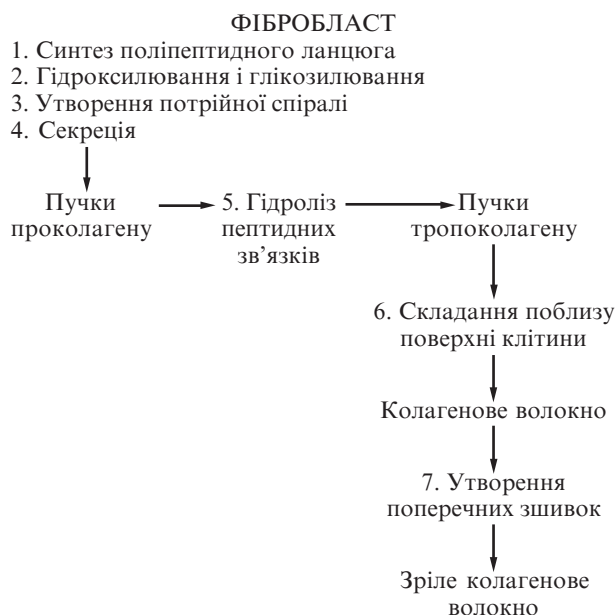 ФІБРОБЛАСТ
1. Синтез поліпептидного ланцюга
2. Гідроксилювання і глікозилювання
3. Утворення потрійної спіралі
4. Секреція
Пучки
проколагену
5. Гідроліз
пептидних
зв’язків
Пучки
тропоколагену
6. Складання поблизу
поверхні клітини
Колагенове волокно
7. Утворення
поперечних зшивок
Зріле колагенове
волокно